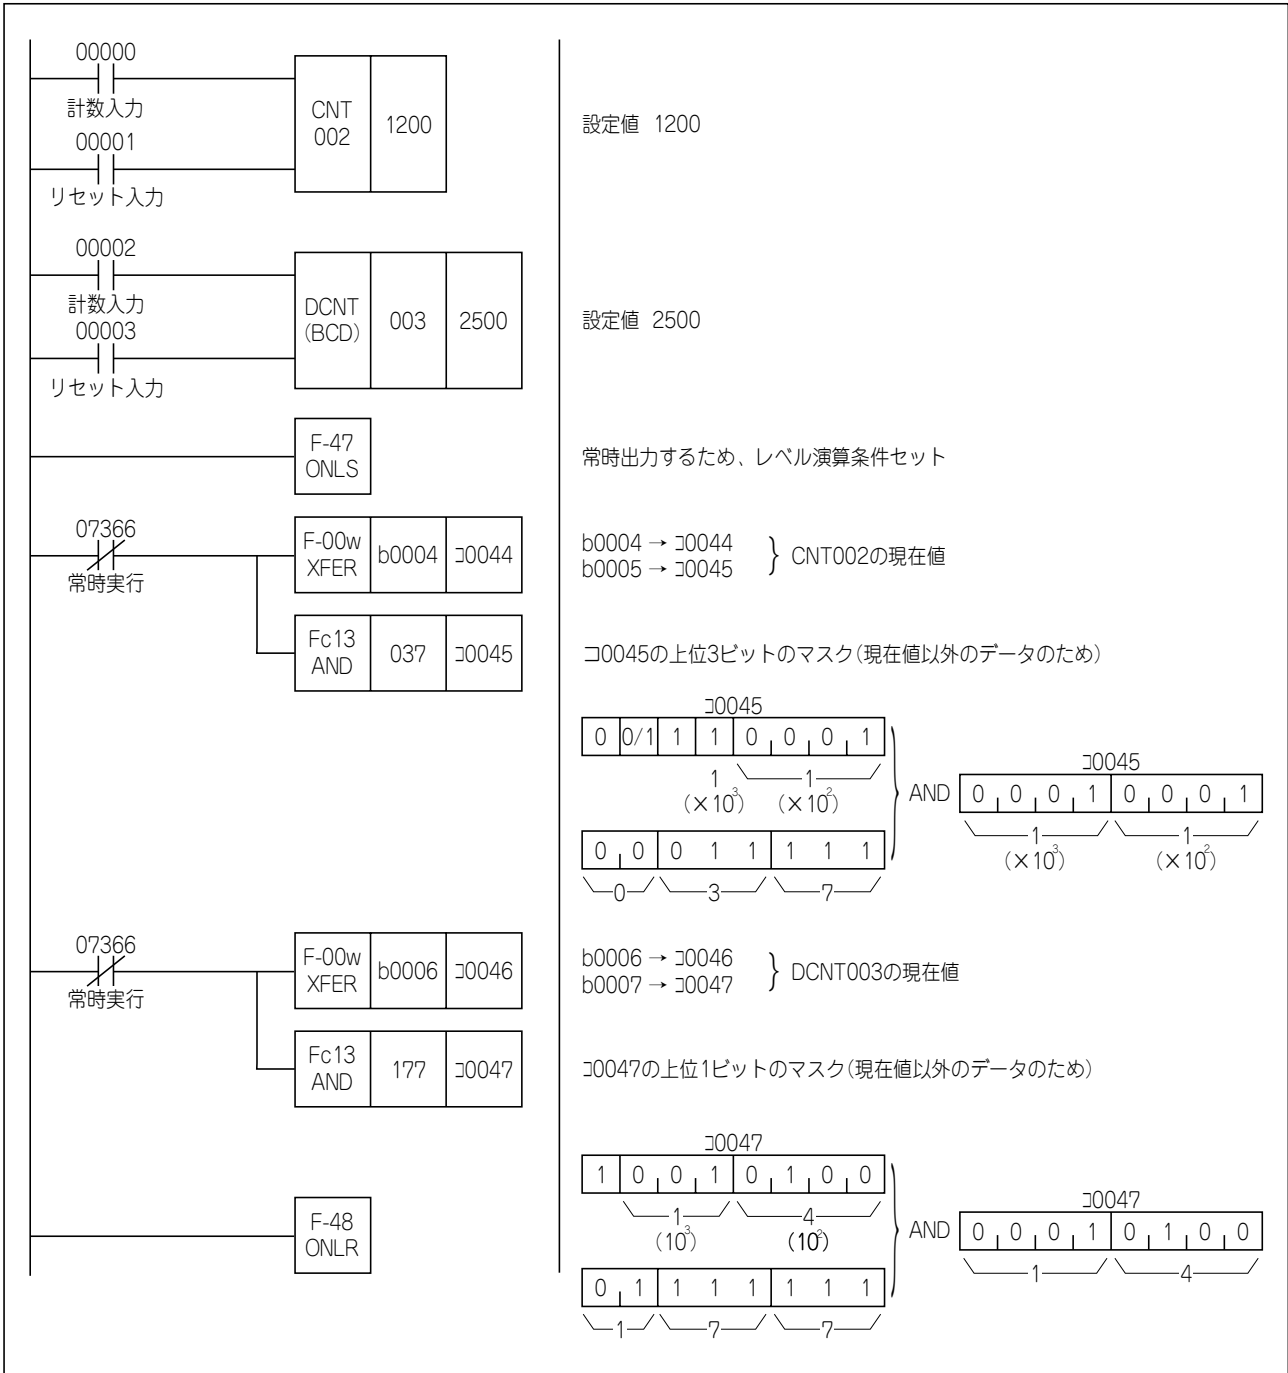 00000
計数入力
00001
リセット入力
CNT
002
1200
設定値 1200
00002
計数入力
00003
リセット入力
DCNT
(BCD)
003
2500
設定値 2500
F-47
ONLS
常時出力するため、レベル演算条件セット
07366
常時実行
F-00w
XFER
b0004
コ0044
b0004 → コ0044
b0005 → コ0045
} CNT002の現在値
Fc13
AND
037
コ0045
コ0045の上位3ビットのマスク(現在値以外のデータのため)
コ0045
0 0/1 1 1 0 0 0 1
1
(×10³)
1
(×10²)
0 0 0 1 1 1 1 1
0 3 7
AND
コ0045
0 0 0 1 0 0 0 1
1
(×10³)
1
(×10²)
07366
常時実行
F-00w
XFER
b0006
コ0046
b0006 → コ0046
b0007 → コ0047
} DCNT003の現在値
Fc13
AND
177
コ0047
コ0047の上位1ビットのマスク(現在値以外のデータのため)
F-48
ONLR
コ0047
1 0 0 1 0 1 0 0
1
(10³)
4
(10²)
0 1 1 1 1 1 1 1
1 7 7
AND
コ0047
0 0 0 1 0 1 0 0
1 4